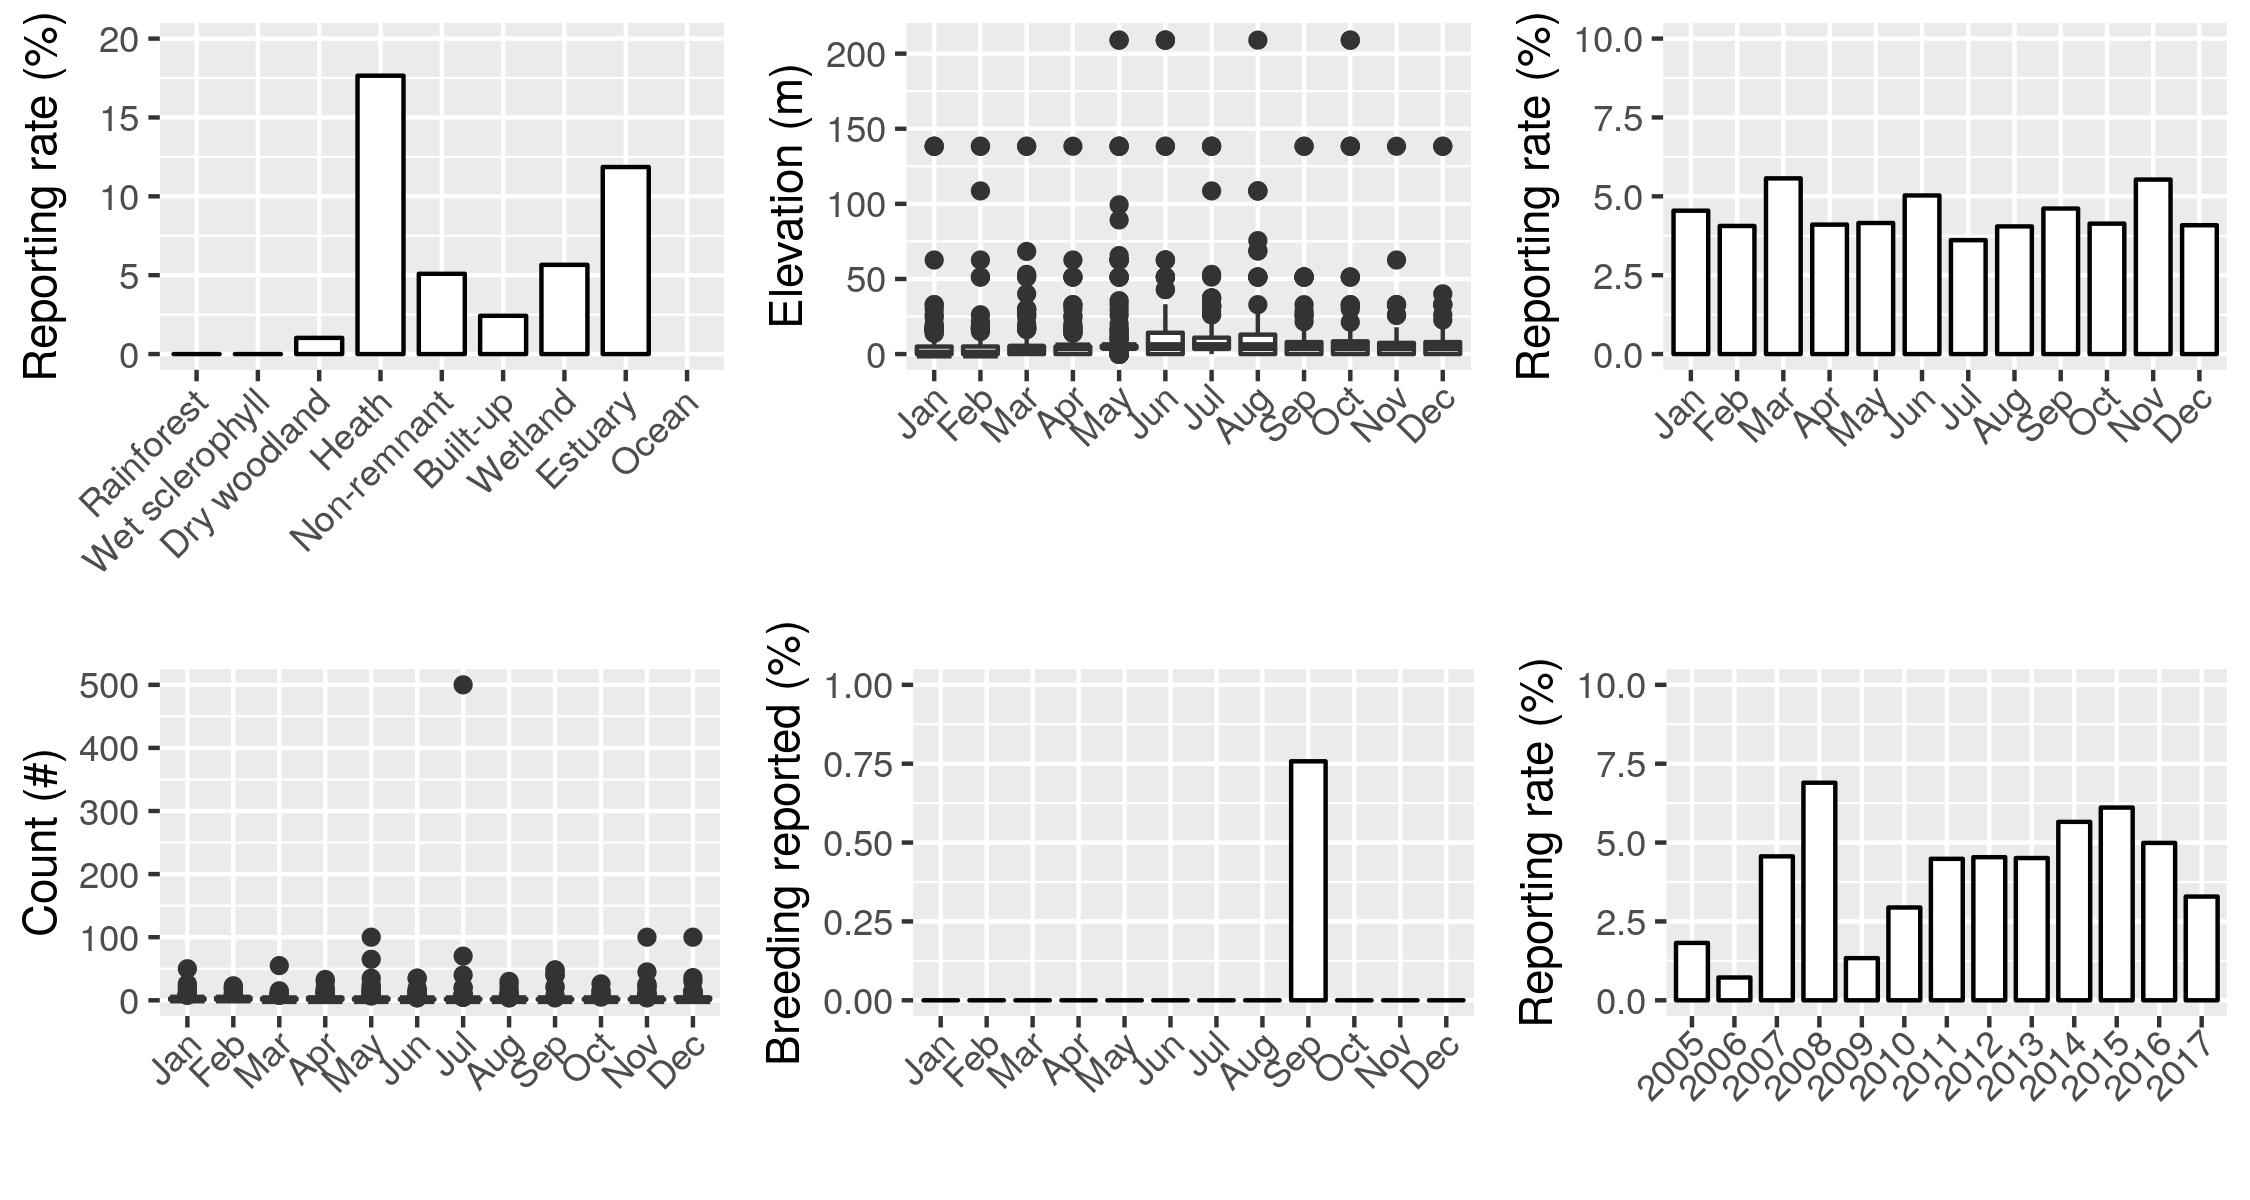 Reporting rate (%)
20
15
10
5
0
Rainforest
Wet sclerophyll
Dry woodland
Heath
Non-remnant
Built-up
Wetland
Estuary
Ocean
Elevation (m)
200
150
100
50
0
Jan
Feb
Mar
Apr
May
Jun
Jul
Aug
Sep
Oct
Nov
Dec
Reporting rate (%)
10.0
7.5
5.0
2.5
0.0
Jan
Feb
Mar
Apr
May
Jun
Jul
Aug
Sep
Oct
Nov
Dec
Count (#)
500
400
300
200
100
0
Jan
Feb
Mar
Apr
May
Jun
Jul
Aug
Sep
Oct
Nov
Dec
Breeding reported (%)
1.00
0.75
0.50
0.25
0.00
Jan
Feb
Mar
Apr
May
Jun
Jul
Aug
Sep
Oct
Nov
Dec
Reporting rate (%)
10.0
7.5
5.0
2.5
0.0
2005
2006
2007
2008
2009
2010
2011
2012
2013
2014
2015
2016
2017